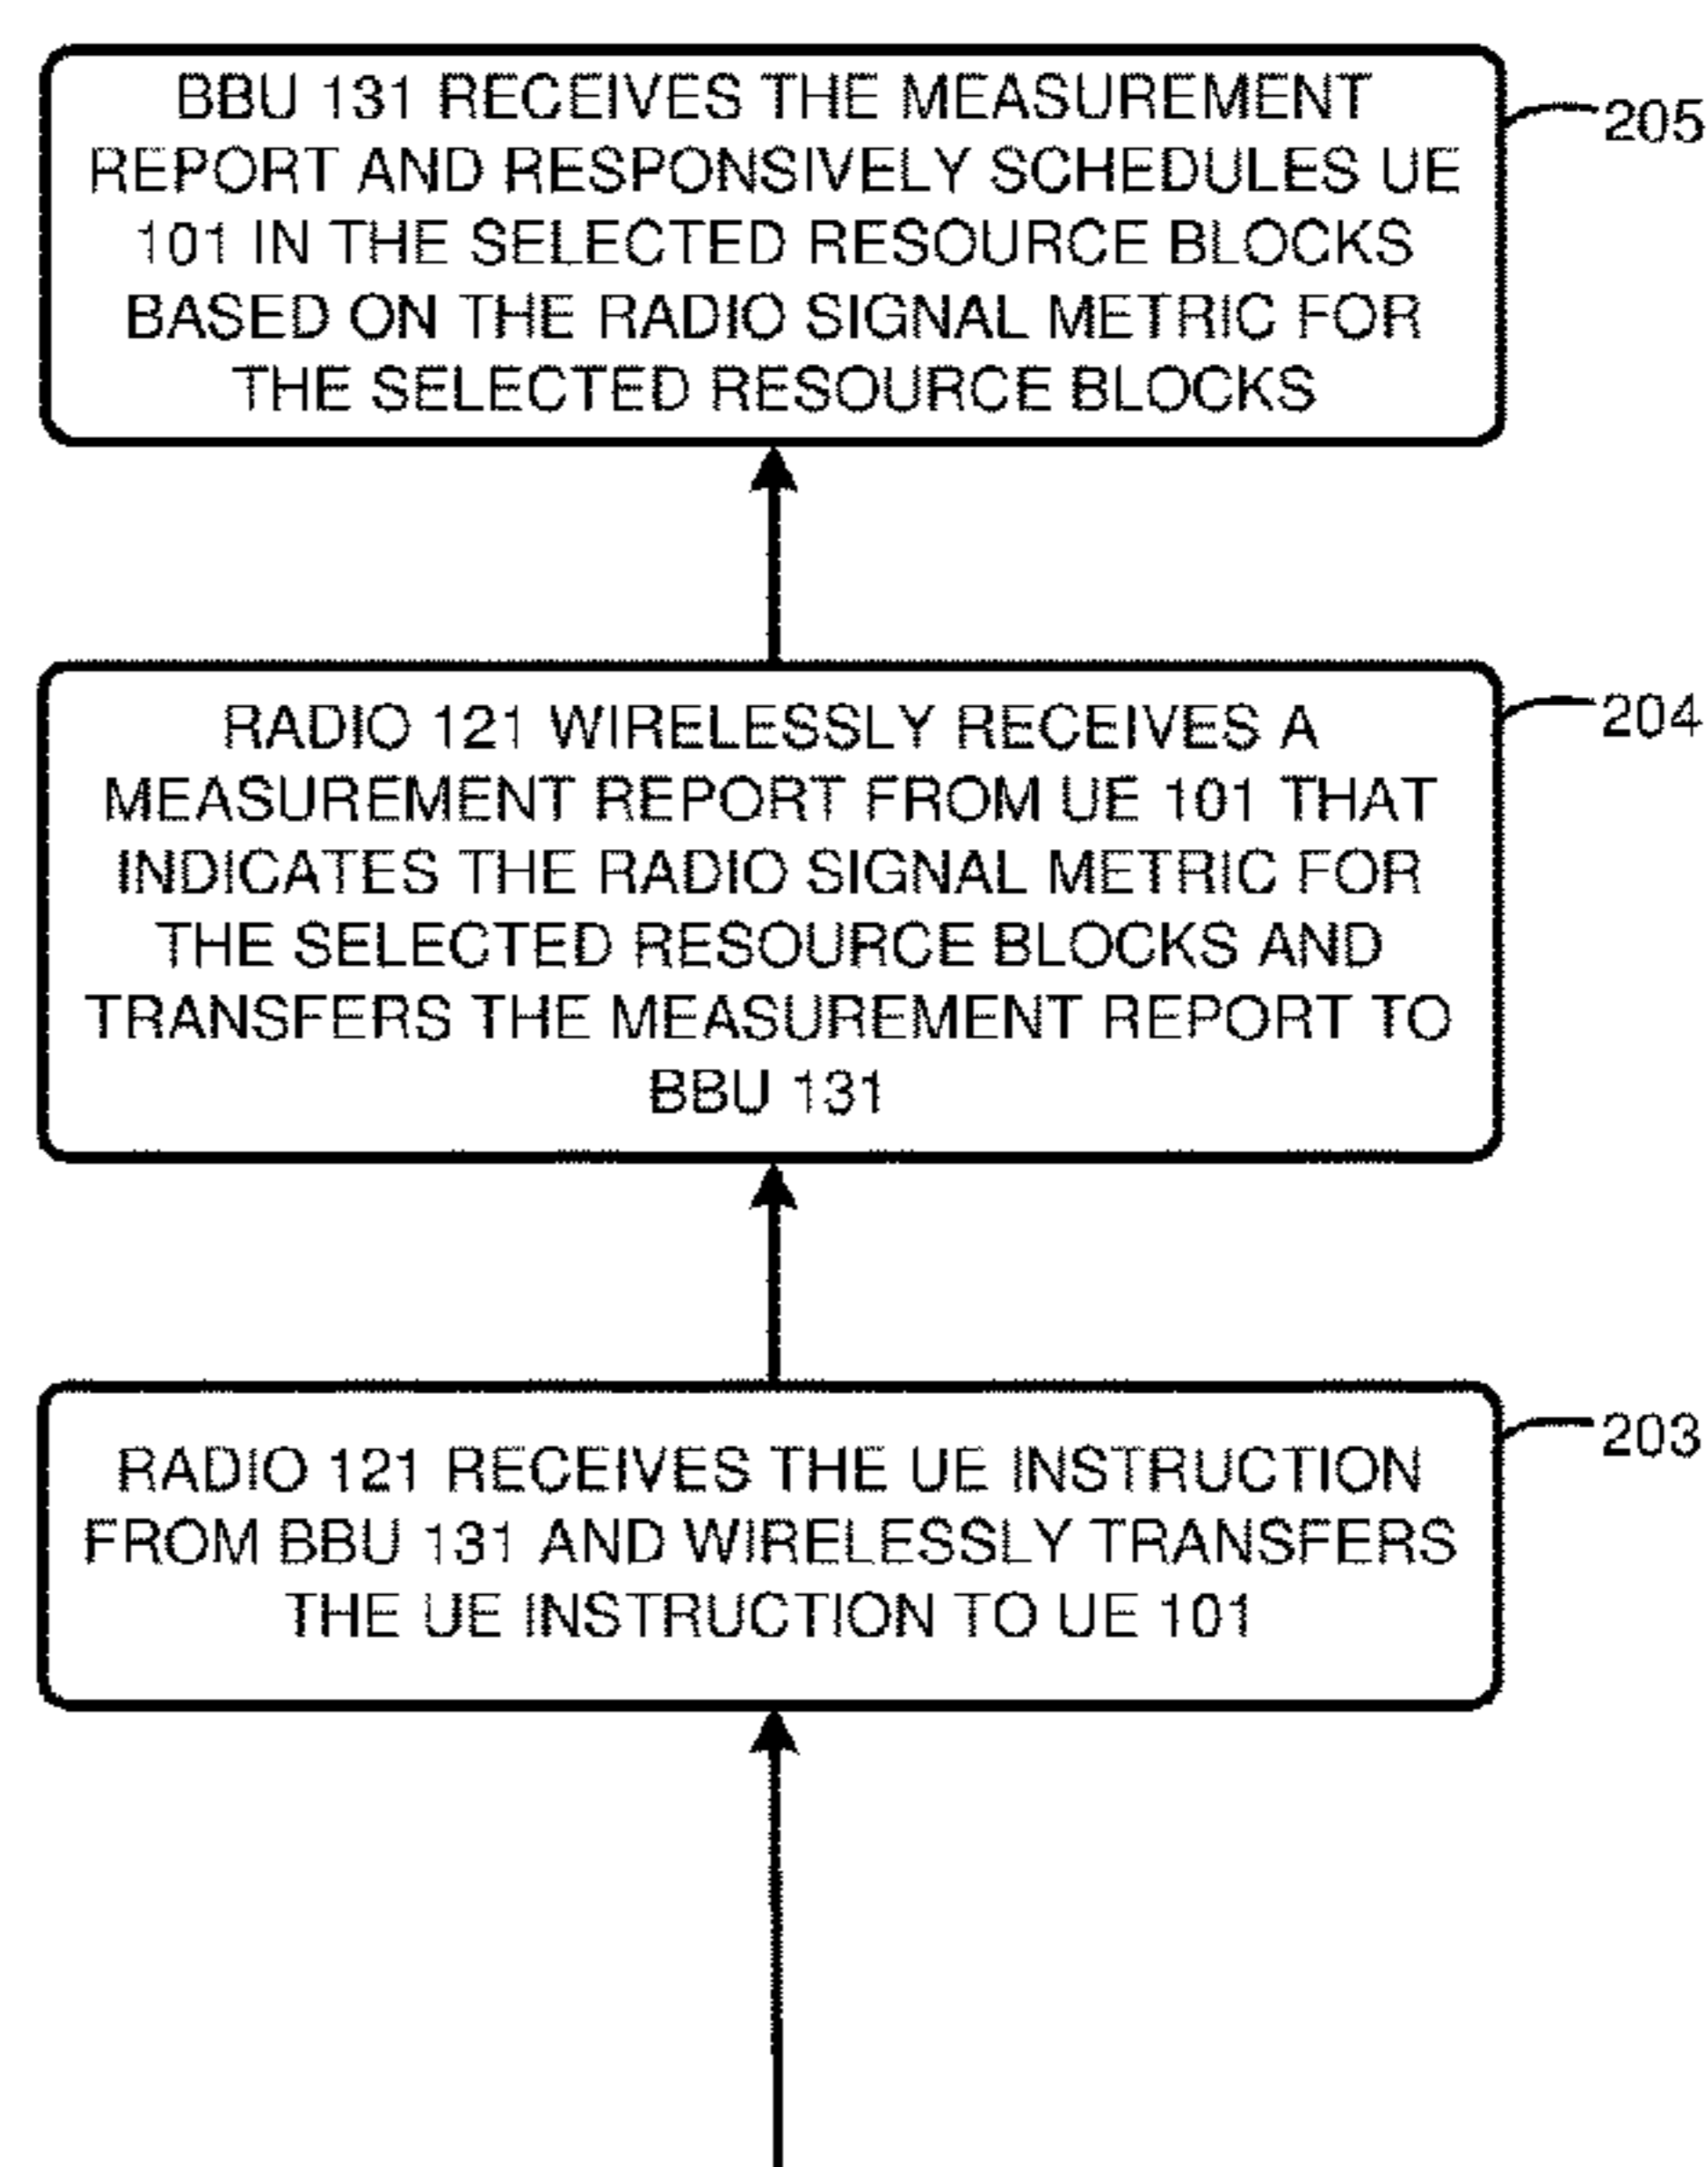 BBU 131 RECEIVES THE MEASUREMENT
REPORT AND RESPONSIVELY SCHEDULES UE
101 IN THE SELECTED RESOURCE BLOCKS
BASED ON THE RADIO SIGNAL METRIC FOR
THE SELECTED RESOURCE BLOCKS
205
RADIO 121 WIRELESSLY RECEIVES A
MEASUREMENT REPORT FROM UE 101 THAT
INDICATES THE RADIO SIGNAL METRIC FOR
THE SELECTED RESOURCE BLOCKS AND
TRANSFERS THE MEASUREMENT REPORT TO
BBU 131
204
RADIO 121 RECEIVES THE UE INSTRUCTION
FROM BBU 131 AND WIRELESSLY TRANSFERS
THE UE INSTRUCTION TO UE 101
203